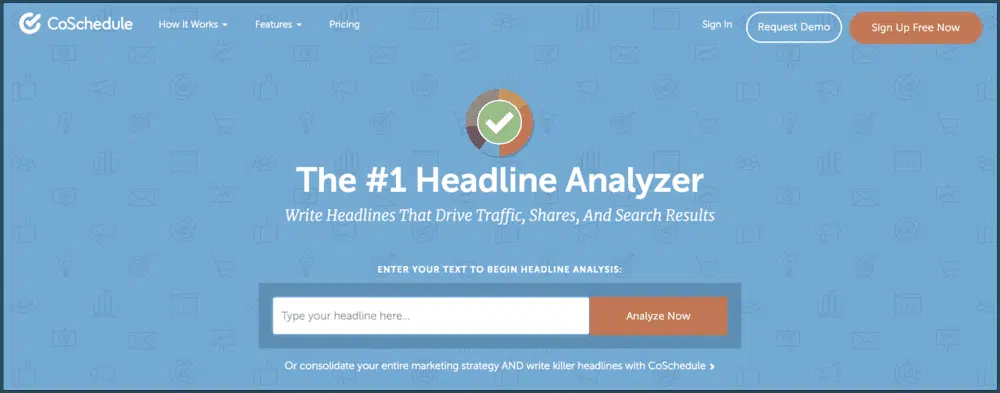 CoSchedule
How It Works
Features
Pricing
Sign In
Request Demo
Sign Up Free Now
The #1 Headline Analyzer
Write Headlines That Drive Traffic, Shares, And Search Results
ENTER YOUR TEXT TO BEGIN HEADLINE ANALYSIS:
Type your headline here...
Analyze Now
Or consolidate your entire marketing strategy AND write killer headlines with CoSchedule ›